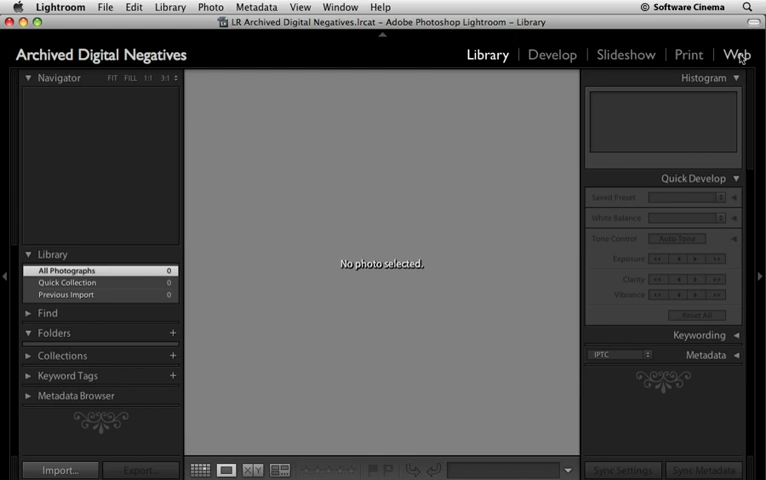 Lightroom File Edit Library Photo Metadata View Window Help © Software Cinema
LR Archived Digital Negatives.lrcat - Adobe Photoshop Lightroom - Library
Archived Digital Negatives Library | Develop | Slideshow | Print | Web
Navigator FIT FILL 1:1 3:1
Histogram
Quick Develop
Saved Preset
White Balance
Tone Control Auto Tone
Exposure
Clarity
Vibrance
Reset All
No photo selected.
Library
All Photographs 0
Quick Collection 0
Previous Import 0
Find
Folders +
Collections +
Keyword Tags +
Metadata Browser
Keywording
IPTC Metadata
Import... Export...
XY
Sync Settings Sync Metadata